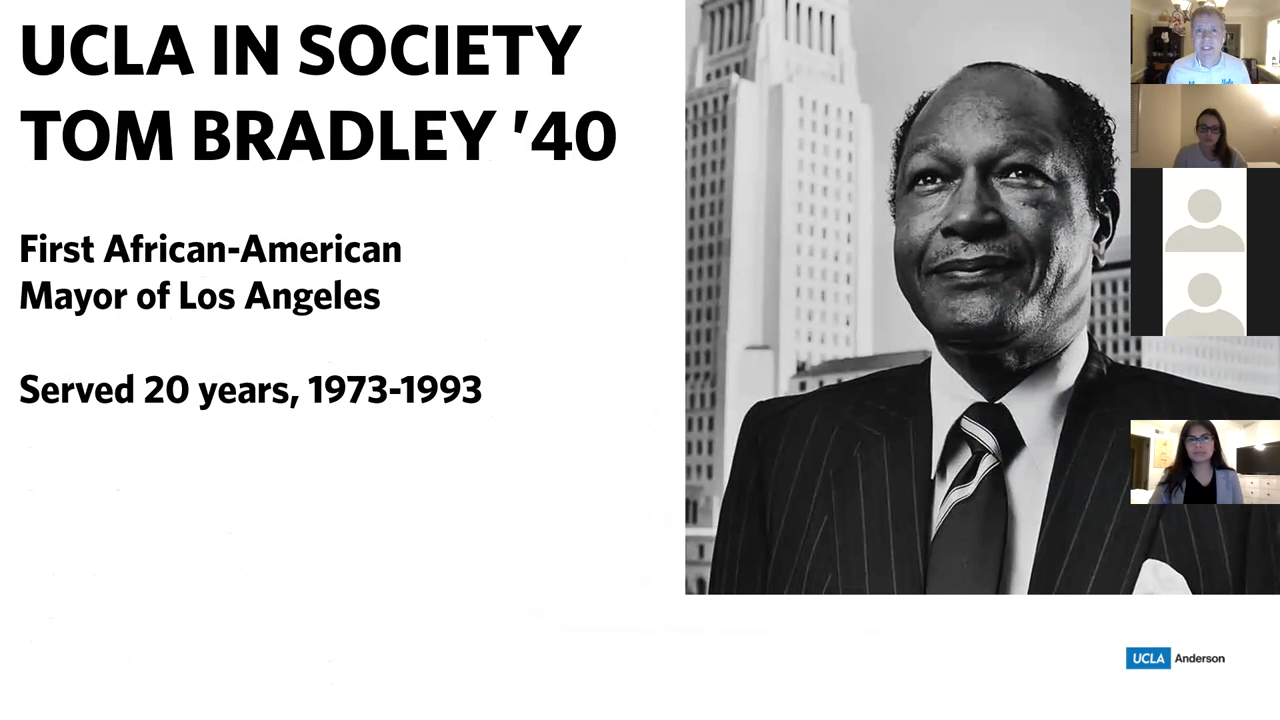 UCLA IN SOCIETY
TOM BRADLEY ’40
First African-American
Mayor of Los Angeles
Served 20 years, 1973-1993
UCLA Anderson